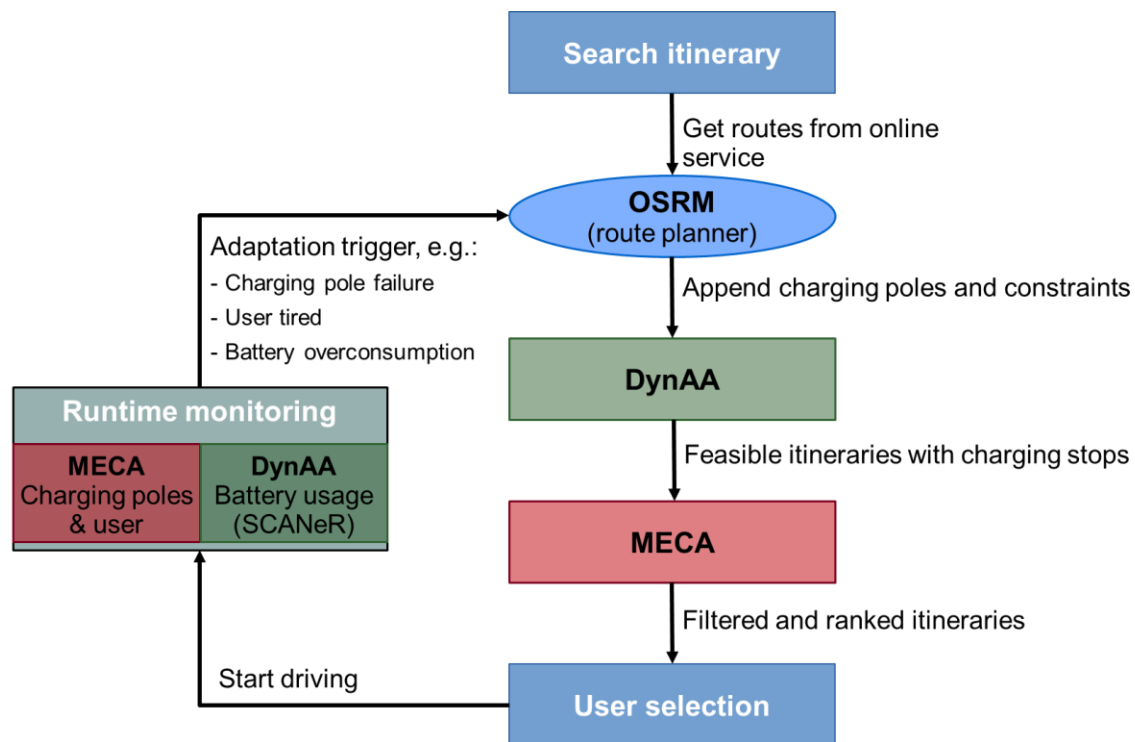 Search itinerary
Get routes from online
service
OSRM
(route planner)
Adaptation trigger, e.g.:
- Charging pole failure
- User tired
- Battery overconsumption
Append charging poles and constraints
DynAA
Runtime monitoring
MECA
Charging poles
& user
DynAA
Battery usage
(SCANeR)
Feasible itineraries with charging stops
MECA
Filtered and ranked itineraries
Start driving
User selection